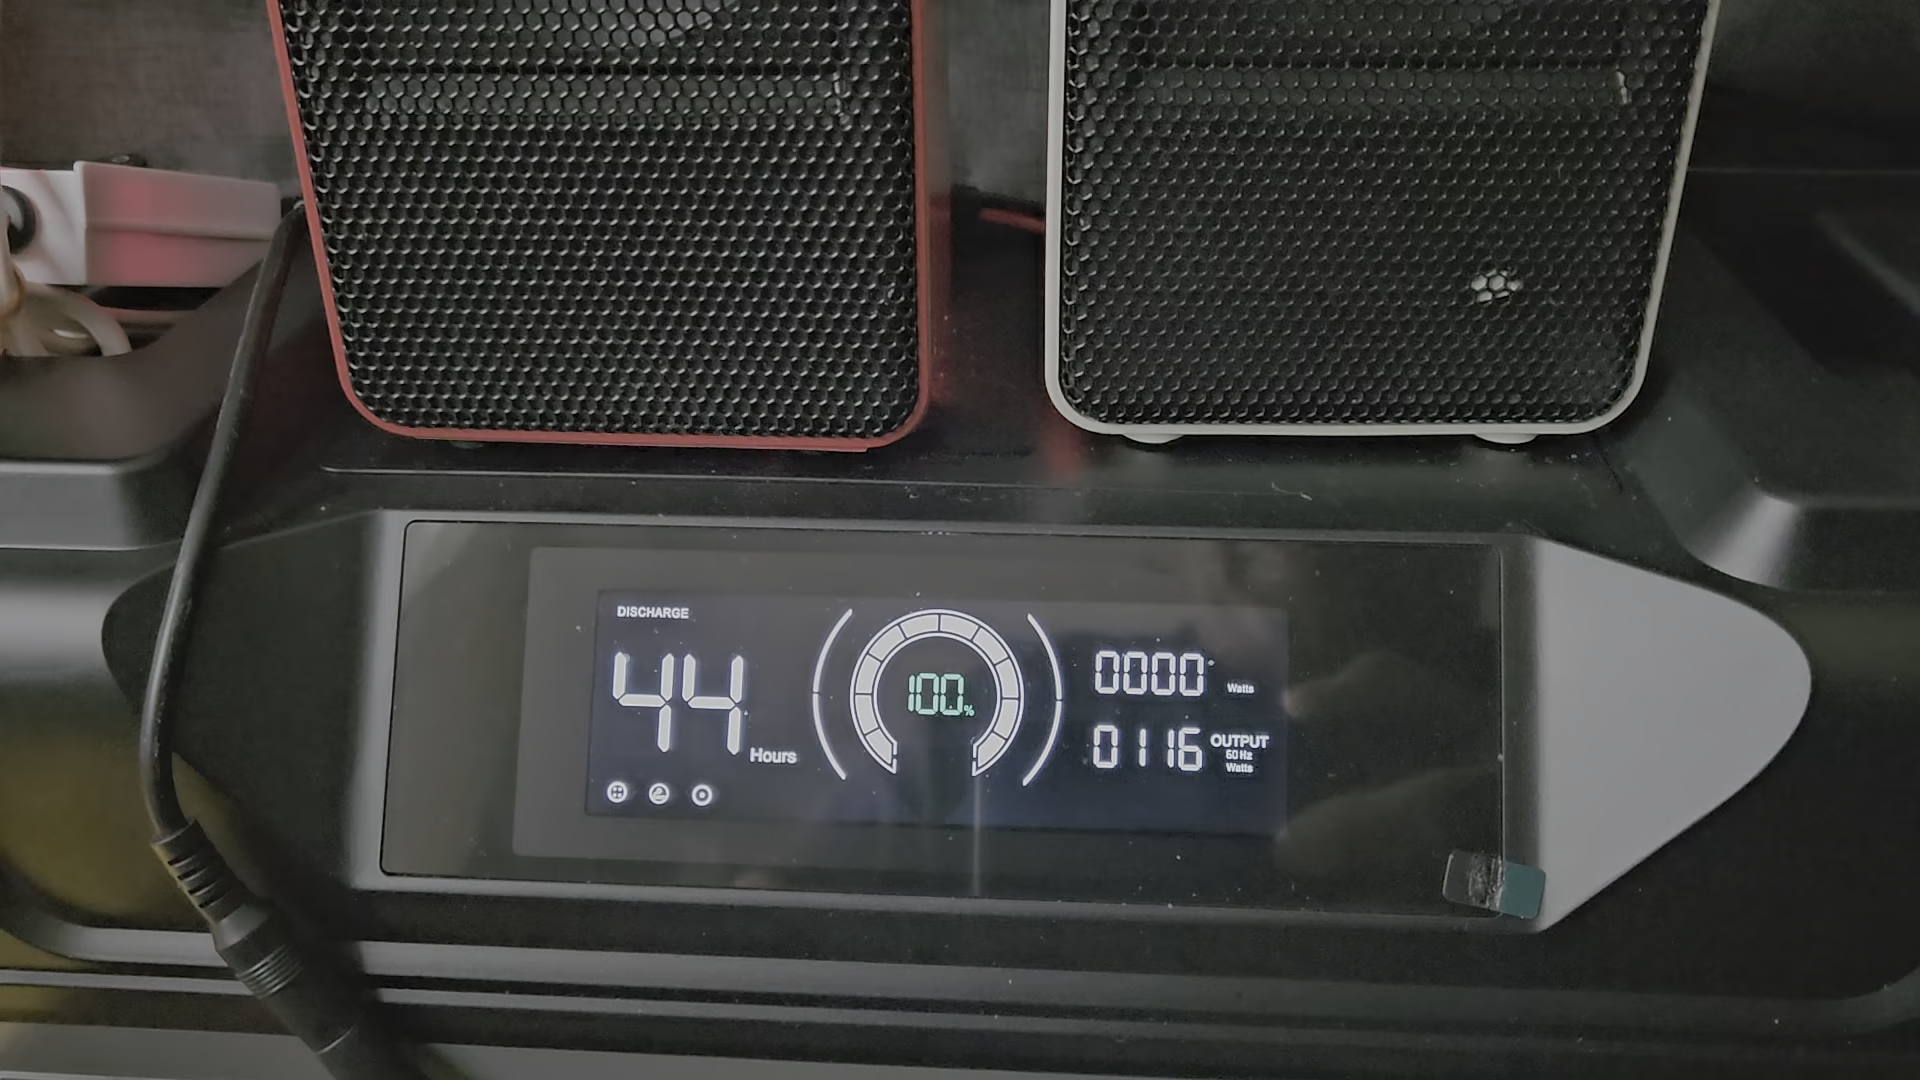 DISCHARGE
44 Hours
100%
0000 Watts
0116 OUTPUT
60 Hz
Watts